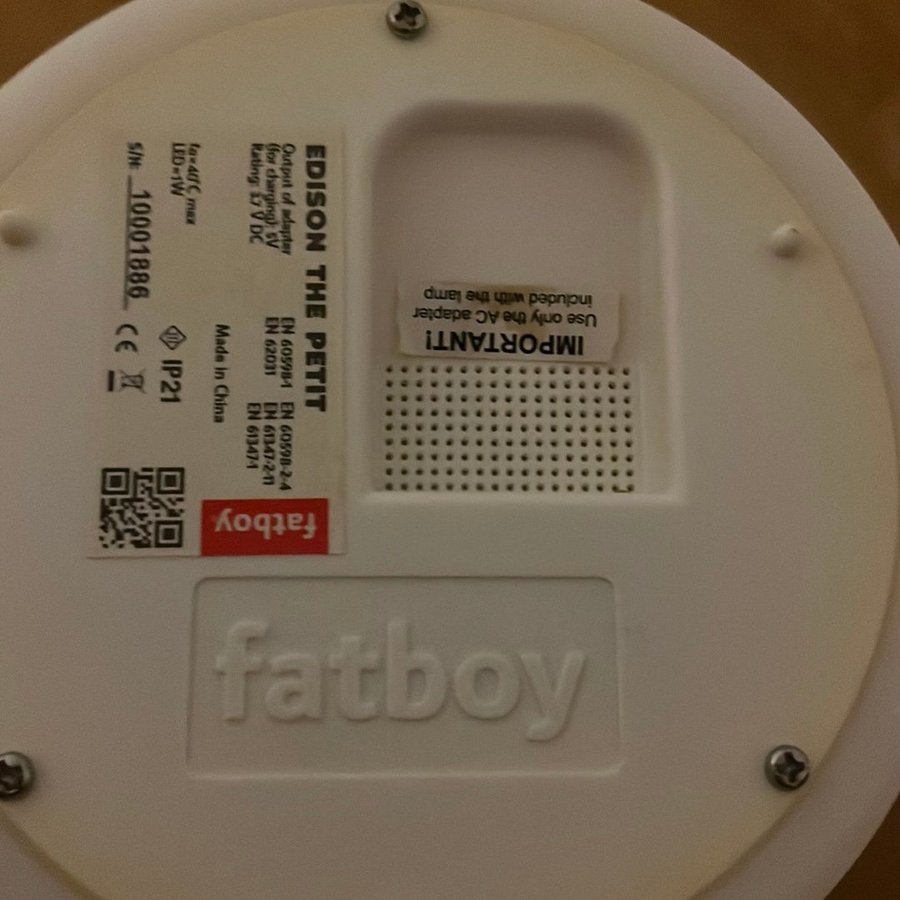 EDISON THE PETIT
Output of adapter
(for charging): 5V
Rating: 3.7 V DC
EN 60598-1 EN 60598-2-4
EN 62031 EN 61347-2-11
EN 61347-1
Made in China
ta=40°C max
LED=1W
IP21
S/N: 10001886
CE
fatboy
IMPORTANT!
Use only the AC adapter
included with the lamp
fatboy